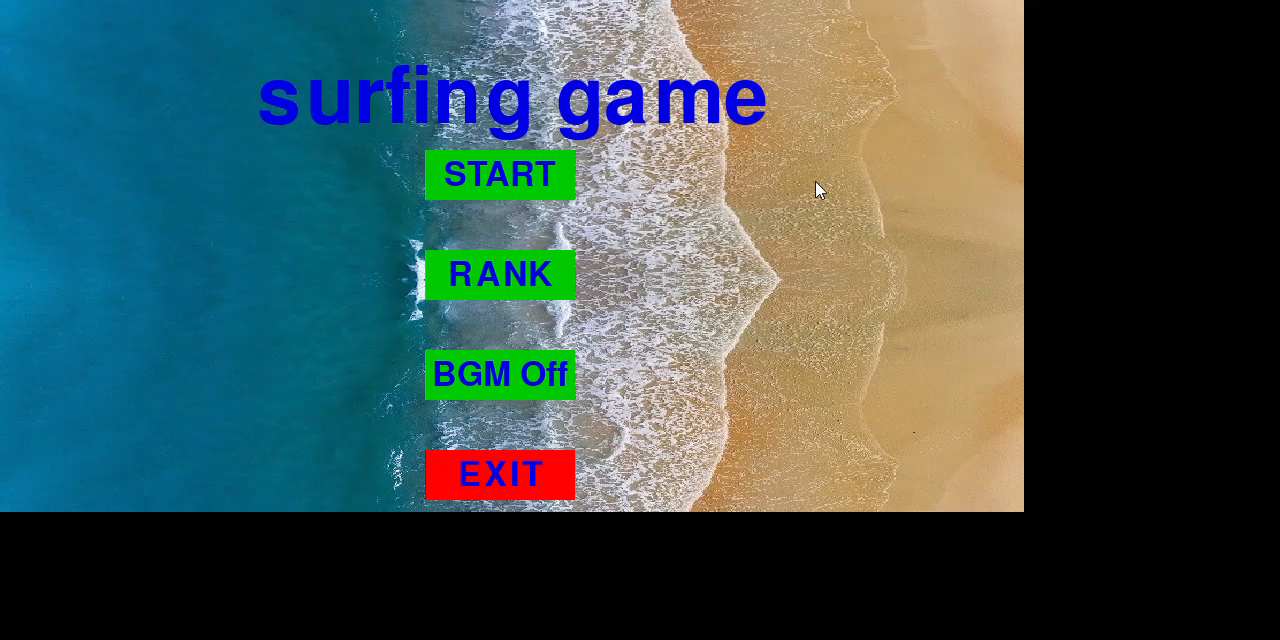 surfing game
START
RANK
BGM Off
EXIT